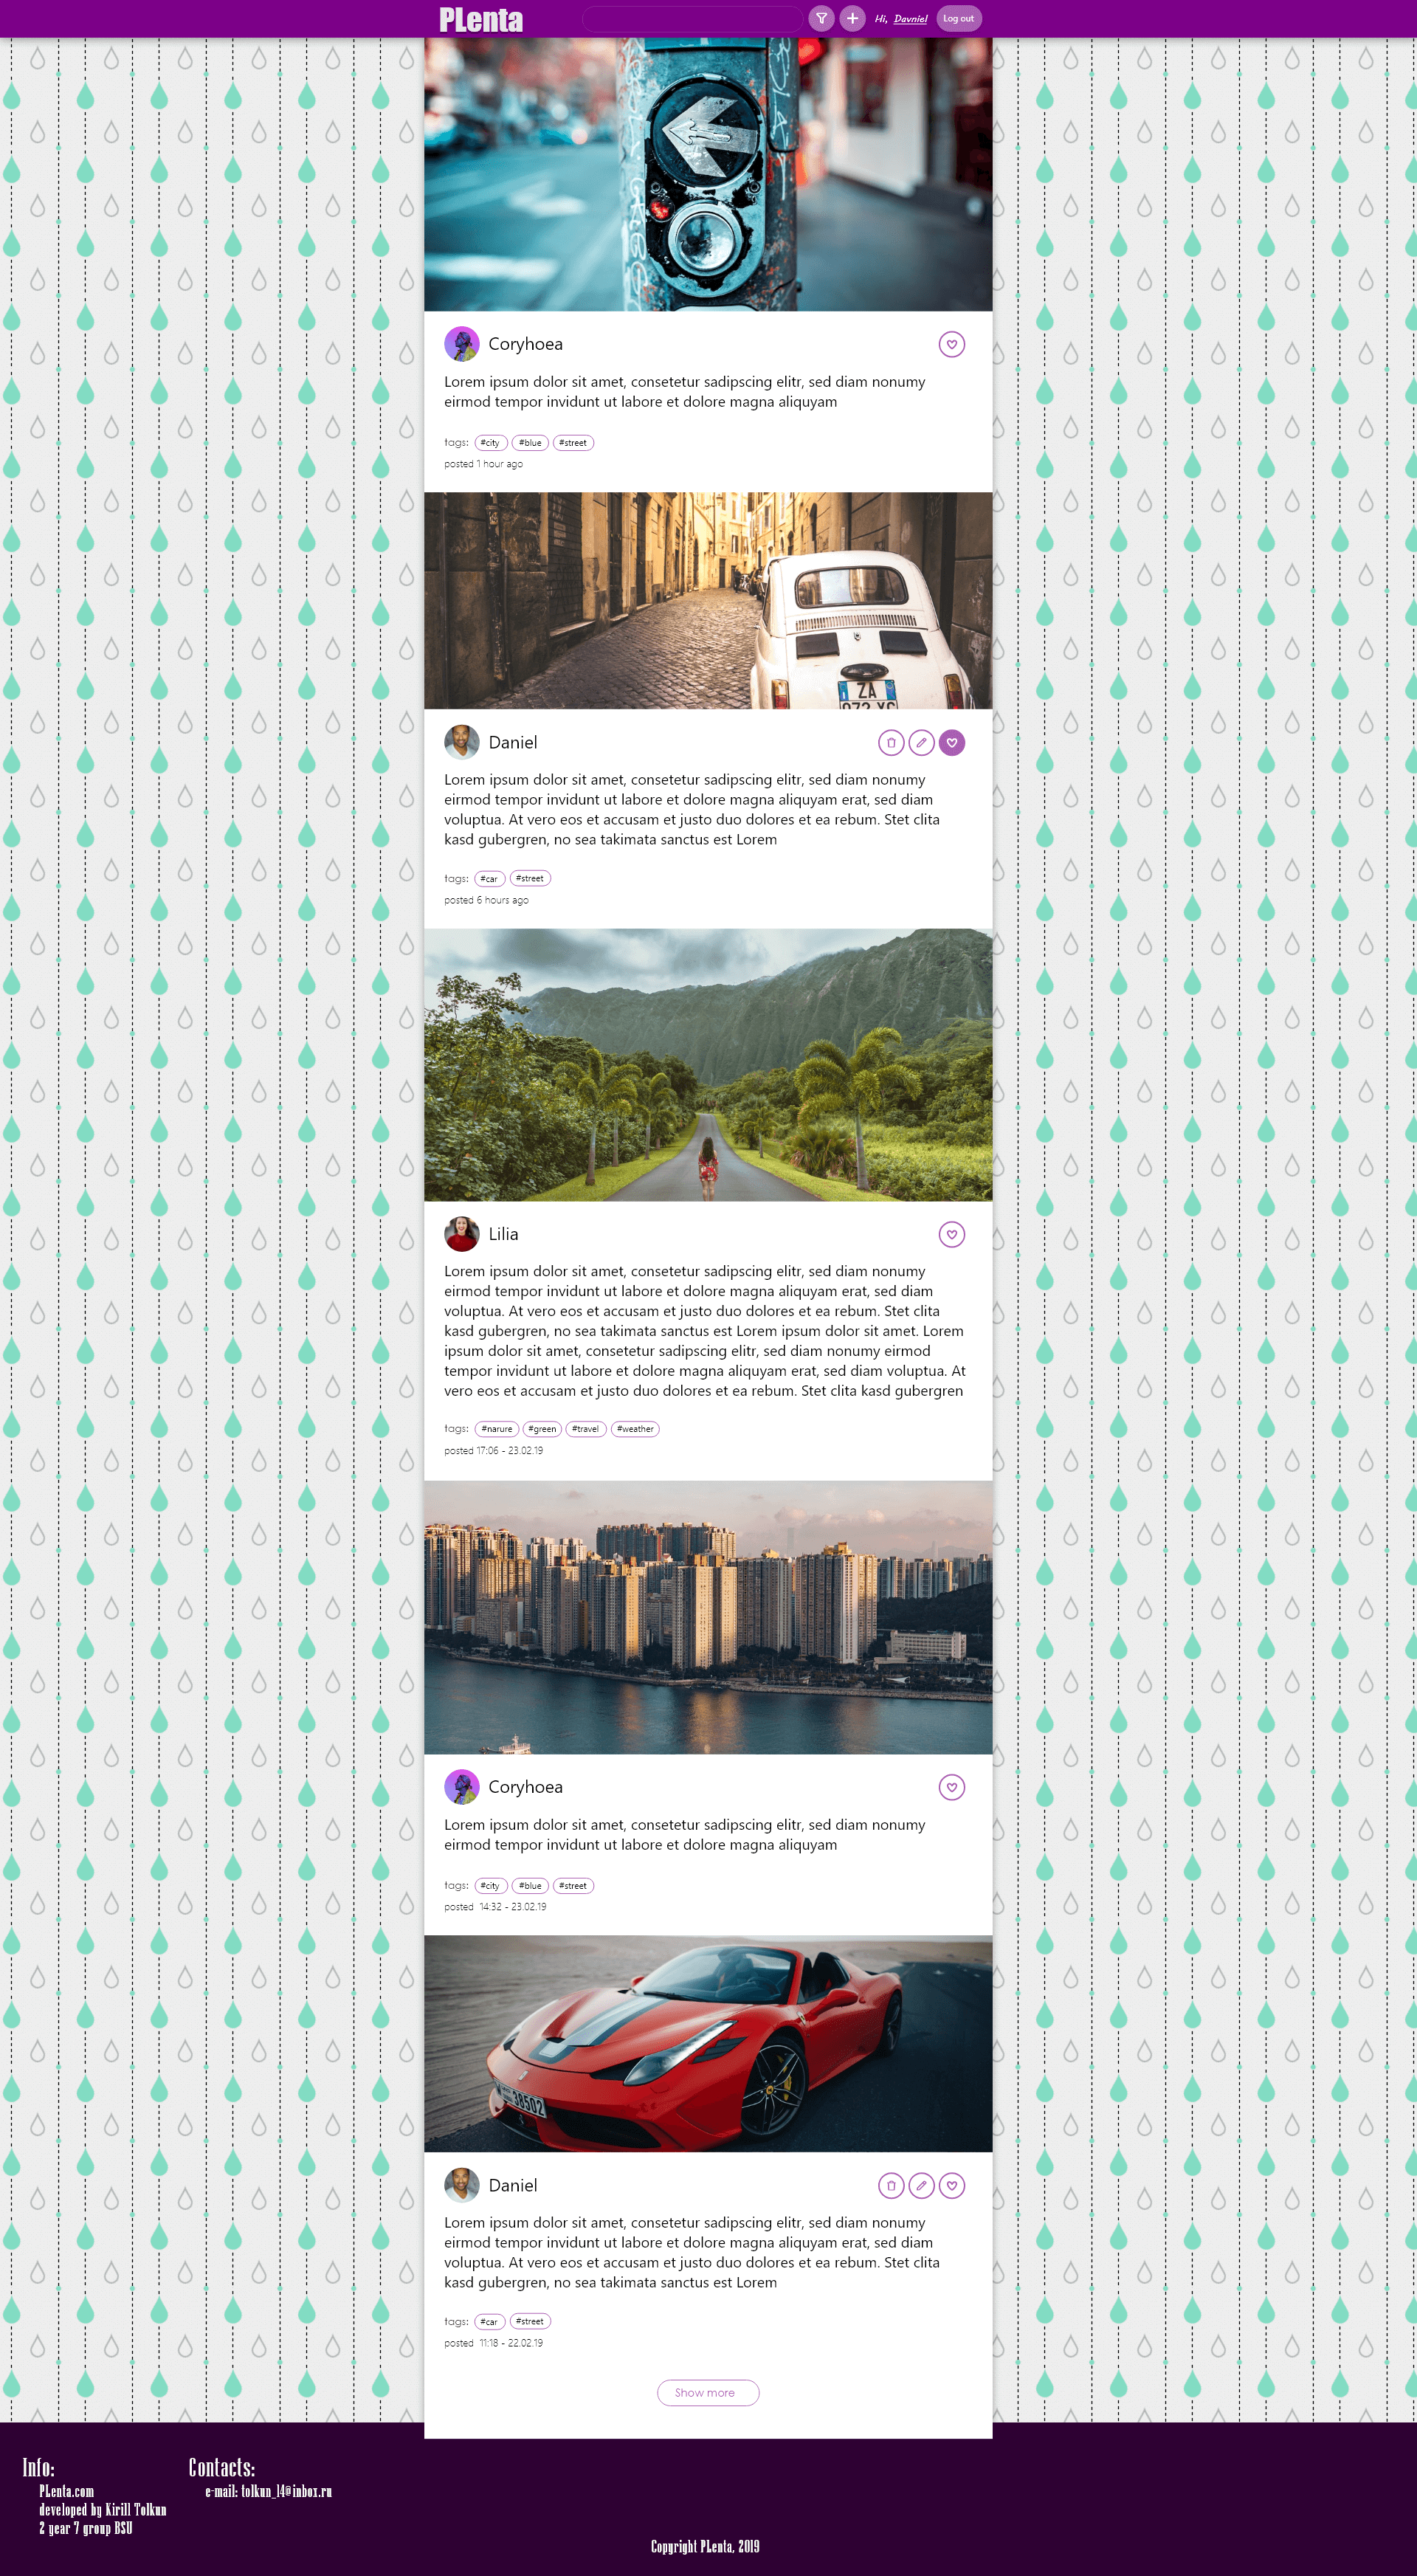 PLenta
Hi, Davniel
Log out
Coryhoea
Lorem ipsum dolor sit amet, consetetur sadipscing elitr, sed diam nonumy
eirmod tempor invidunt ut labore et dolore magna aliquyam
tags: #city #blue #street
posted 1 hour ago
ZA
Daniel
Lorem ipsum dolor sit amet, consetetur sadipscing elitr, sed diam nonumy
eirmod tempor invidunt ut labore et dolore magna aliquyam erat, sed diam
voluptua. At vero eos et accusam et justo duo dolores et ea rebum. Stet clita
kasd gubergren, no sea takimata sanctus est Lorem
tags: #car #street
posted 6 hours ago
Lilia
Lorem ipsum dolor sit amet, consetetur sadipscing elitr, sed diam nonumy
eirmod tempor invidunt ut labore et dolore magna aliquyam erat, sed diam
voluptua. At vero eos et accusam et justo duo dolores et ea rebum. Stet clita
kasd gubergren, no sea takimata sanctus est Lorem ipsum dolor sit amet. Lorem
ipsum dolor sit amet, consetetur sadipscing elitr, sed diam nonumy eirmod
tempor invidunt ut labore et dolore magna aliquyam erat, sed diam voluptua. At
vero eos et accusam et justo duo dolores et ea rebum. Stet clita kasd gubergren
tags: #narure #green #travel #weather
posted 17:06 - 23.02.19
Coryhoea
Lorem ipsum dolor sit amet, consetetur sadipscing elitr, sed diam nonumy
eirmod tempor invidunt ut labore et dolore magna aliquyam
tags: #city #blue #street
posted 14:32 - 23.02.19
38502
Daniel
Lorem ipsum dolor sit amet, consetetur sadipscing elitr, sed diam nonumy
eirmod tempor invidunt ut labore et dolore magna aliquyam erat, sed diam
voluptua. At vero eos et accusam et justo duo dolores et ea rebum. Stet clita
kasd gubergren, no sea takimata sanctus est Lorem
tags: #car #street
posted 11:18 - 22.02.19
Show more
Info:
PLenta.com
developed by Kirill Tolkun
2 year 7 group BSU
Contacts:
e-mail: tolkun_14@inbox.ru
Copyright PLenta, 2019